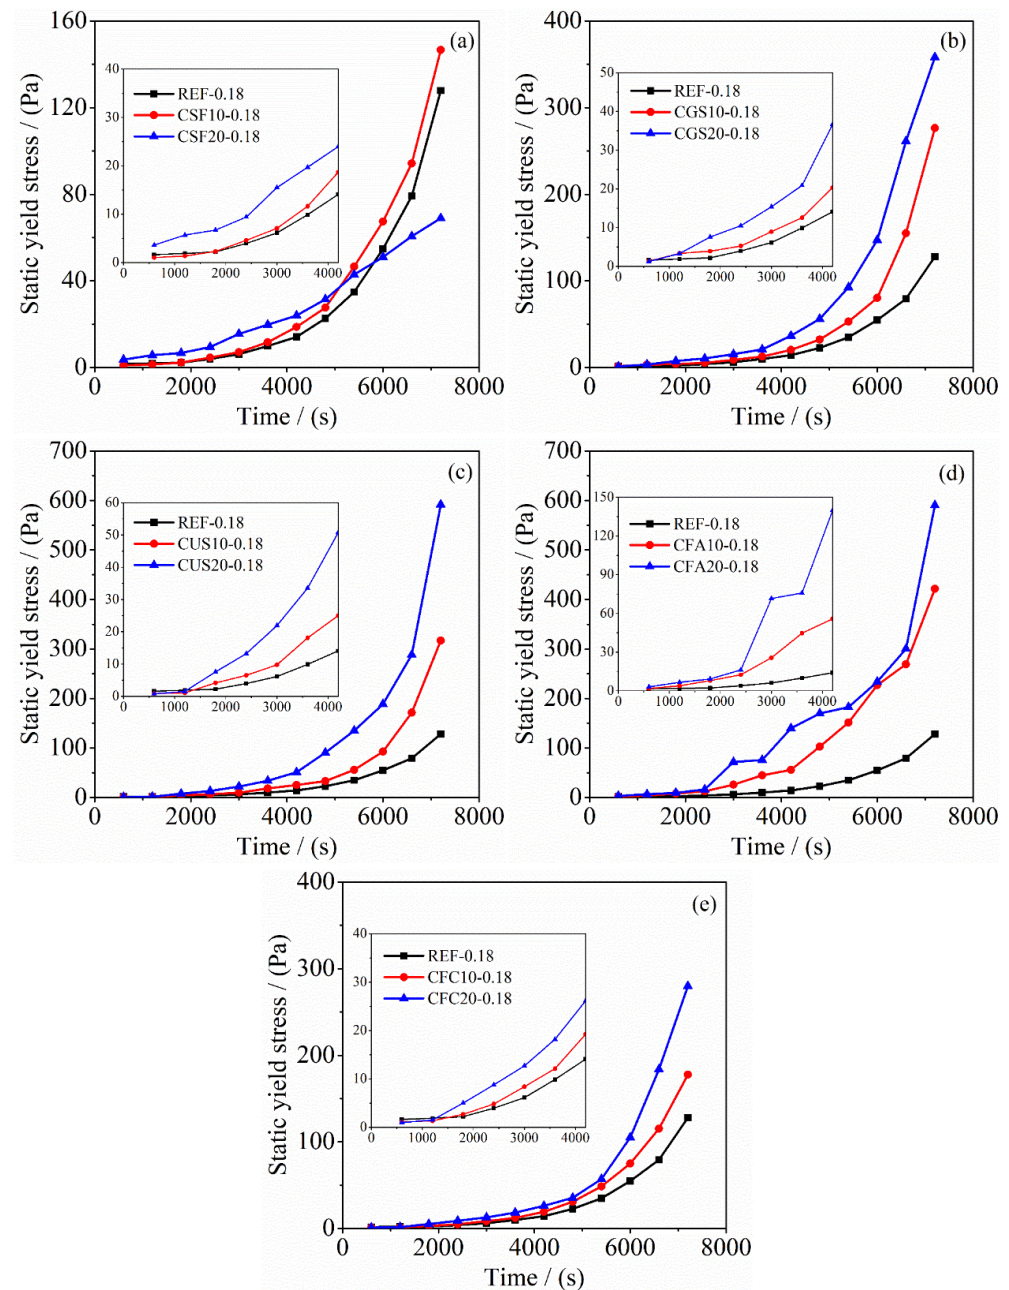 (a)
Static yield stress / (Pa)
160
120
80
40
0
40
30
20
10
0
REF-0.18
CSF10-0.18
CSF20-0.18
0 1000 2000 3000 4000
0 2000 4000 6000 8000
Time / (s)
(b)
Static yield stress / (Pa)
400
300
200
100
0
50
40
30
20
10
0
REF-0.18
CGS10-0.18
CGS20-0.18
0 1000 2000 3000 4000
0 2000 4000 6000 8000
Time / (s)
(c)
Static yield stress / (Pa)
700
600
500
400
300
200
100
0
60
50
40
30
20
10
0
REF-0.18
CUS10-0.18
CUS20-0.18
0 1000 2000 3000 4000
0 2000 4000 6000 8000
Time / (s)
(d)
Static yield stress / (Pa)
700
600
500
400
300
200
100
0
150
120
90
60
30
0
REF-0.18
CFA10-0.18
CFA20-0.18
0 1000 2000 3000 4000
0 2000 4000 6000 8000
Time / (s)
(e)
Static yield stress / (Pa)
400
300
200
100
0
40
30
20
10
0
REF-0.18
CFC10-0.18
CFC20-0.18
0 1000 2000 3000 4000
0 2000 4000 6000 8000
Time / (s)